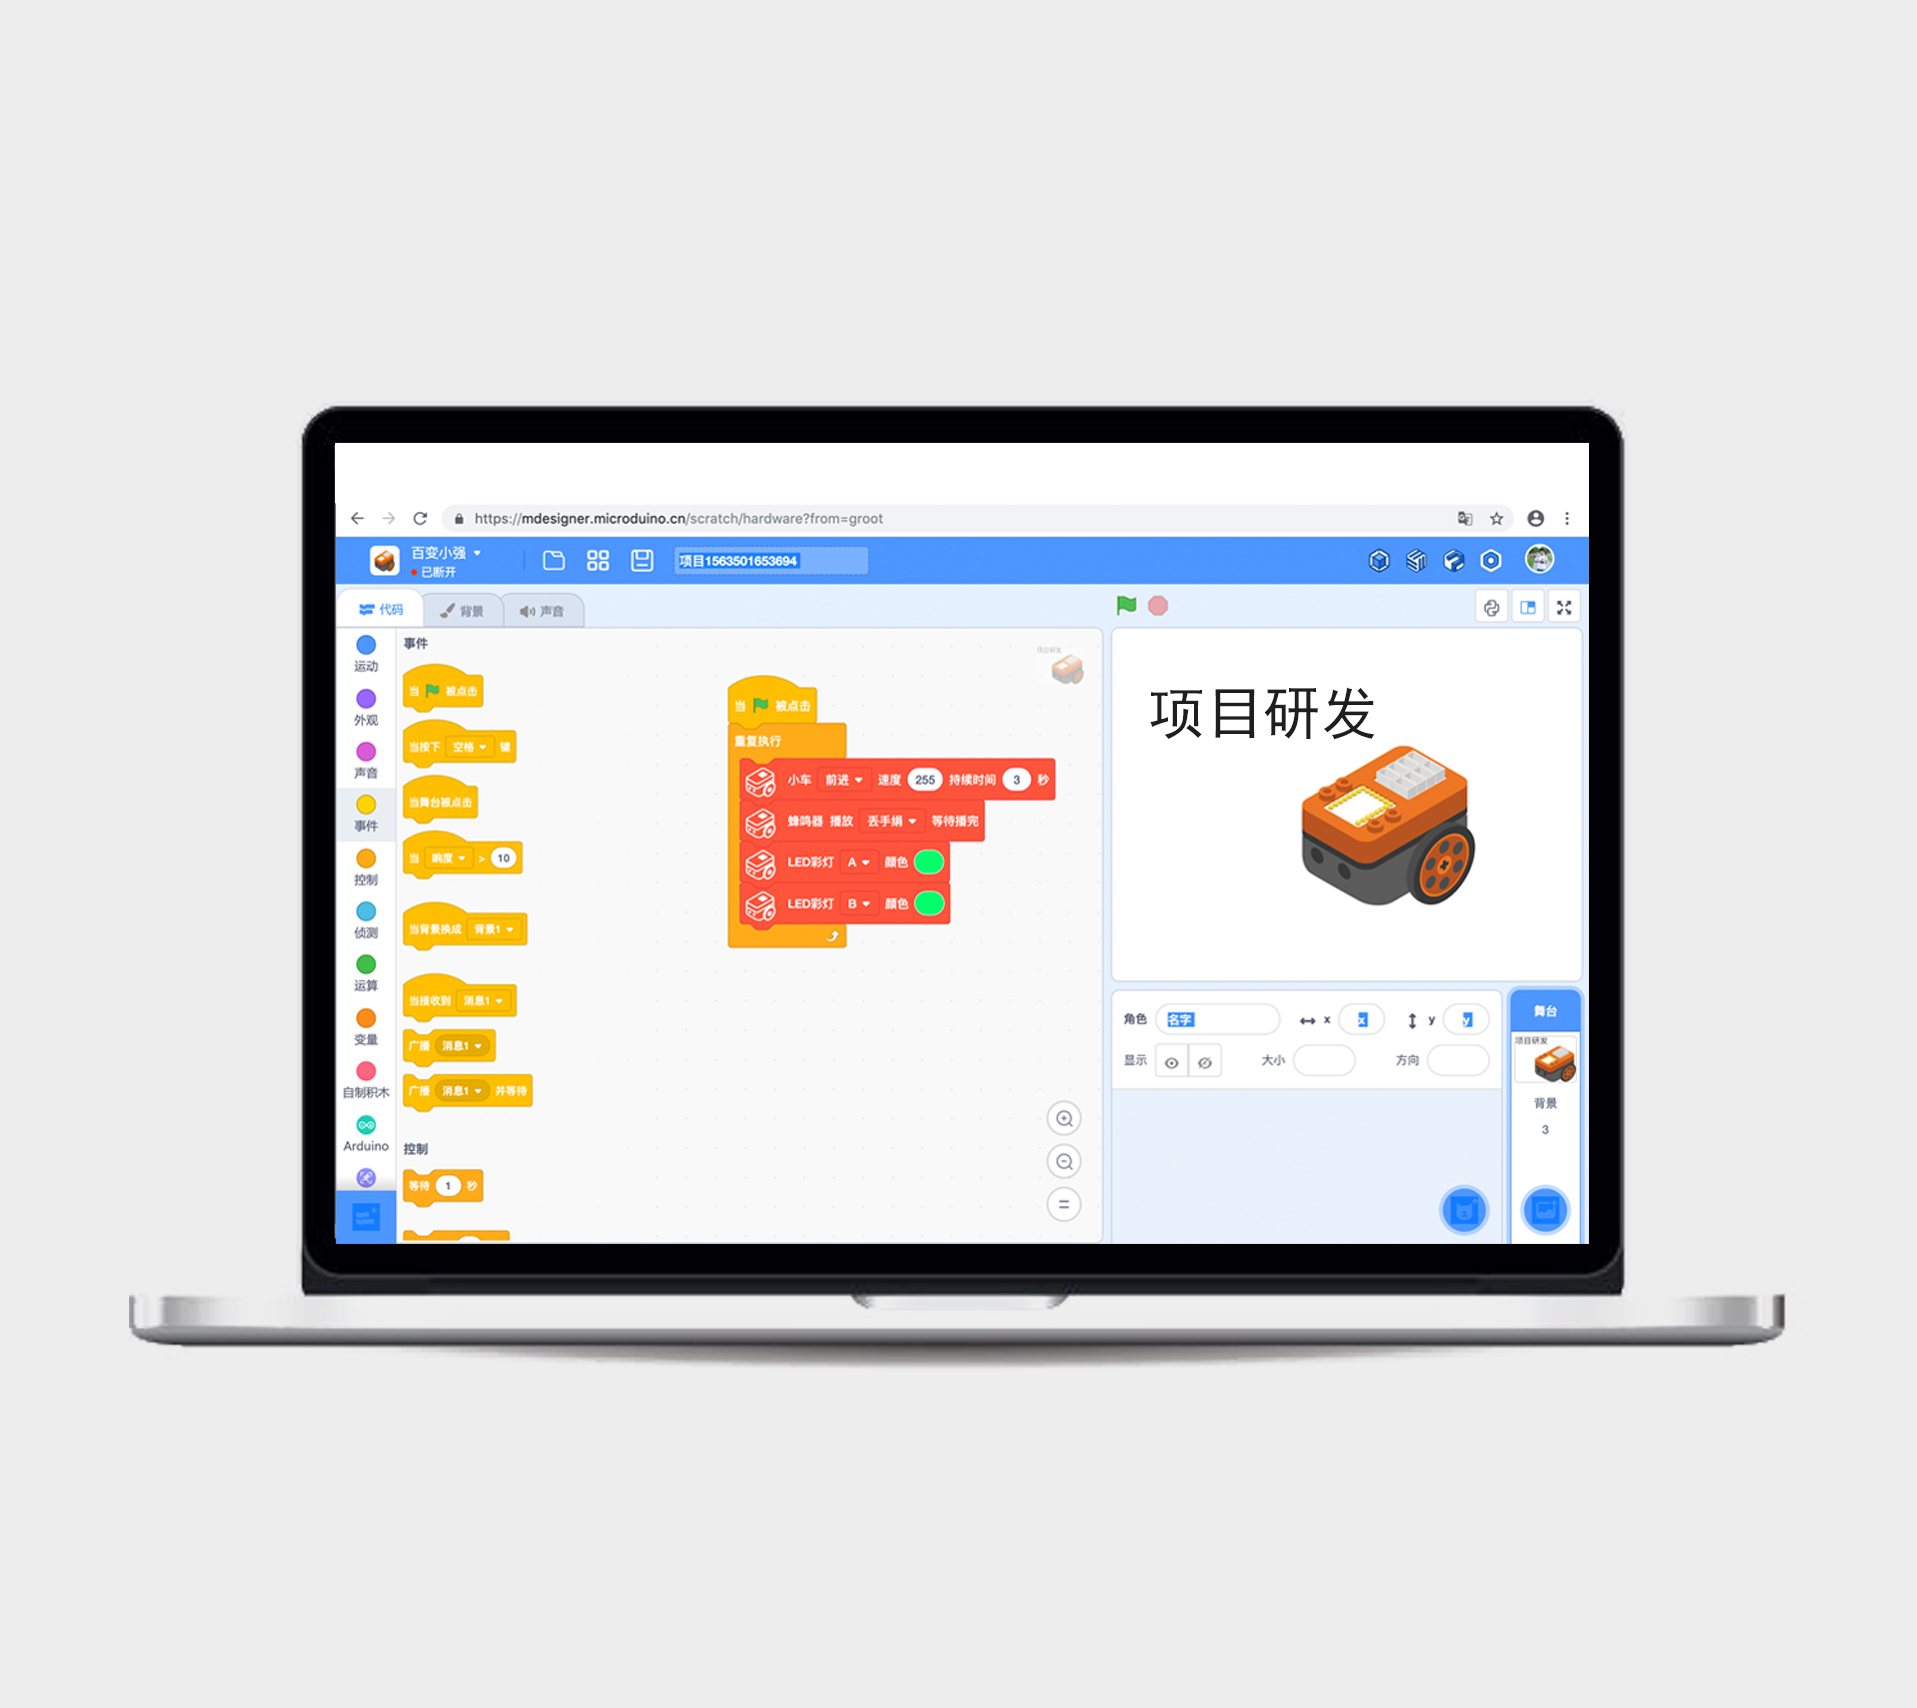 https://mdesigner.microduino.cn/scratch/hardware?from=groot
百变小强
已断开
项目1563501653694
代码
背景
声音
运动
外观
声音
事件
控制
侦测
运算
变量
自制积木
Arduino
事件
当 被点击
当按下 空格 键
当舞台被点击
当 响度 > 10
当背景换成 背景1
当接收到 消息1
广播 消息1
广播 消息1 并等待
控制
等待 1 秒
当 被点击
重复执行
小车 前进 速度 255 持续时间 3 秒
蜂鸣器 播放 丢手绢 等待播完
LED彩灯 A 颜色
LED彩灯 B 颜色
项目研发
项目研发
角色 名字 x x y y
显示 大小 方向
舞台
项目研发
背景
3